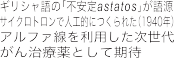 ギリシャ語の「不安定astatos」が語源
サイクロトロンで人工的につくられた(1940年)
アルファ線を利用した次世代
がん治療薬として期待